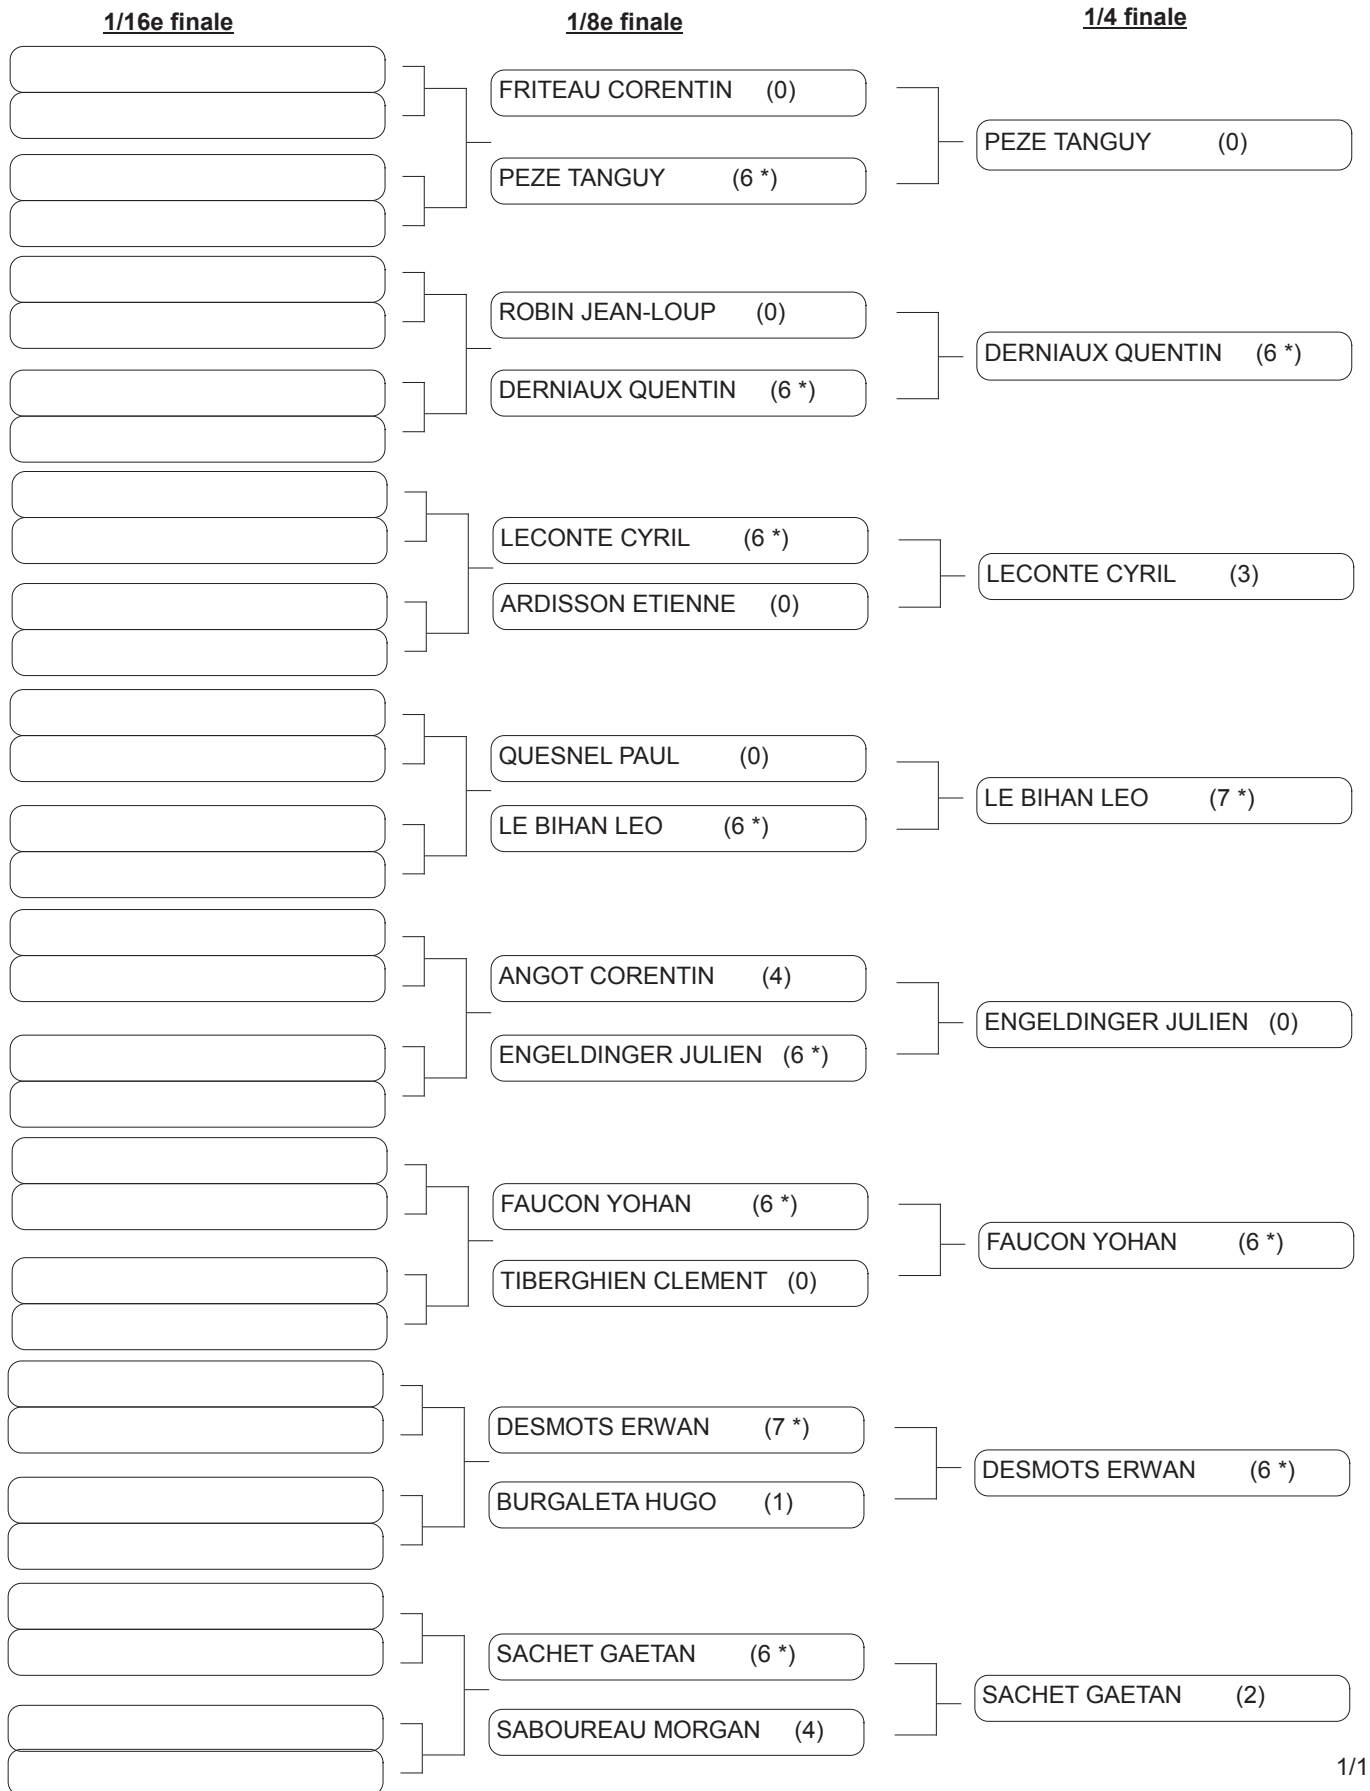 1/16e finale
1/8e finale
1/4 finale
FRITEAU CORENTIN (0)
PEZE TANGUY (0)
PEZE TANGUY (6 *)
ROBIN JEAN-LOUP (0)
DERNIAUX QUENTIN (6 *)
DERNIAUX QUENTIN (6 *)
LECONTE CYRIL (6 *)
LECONTE CYRIL (3)
ARDISSON ETIENNE (0)
QUESNEL PAUL (0)
LE BIHAN LEO (7 *)
LE BIHAN LEO (6 *)
ANGOT CORENTIN (4)
ENGELDINGER JULIEN (0)
ENGELDINGER JULIEN (6 *)
FAUCON YOHAN (6 *)
FAUCON YOHAN (6 *)
TIBERGHIEN CLEMENT (0)
DESMOTS ERWAN (7 *)
DESMOTS ERWAN (6 *)
BURGALETA HUGO (1)
SACHET GAETAN (6 *)
SACHET GAETAN (2)
SABOUREAU MORGAN (4)
1/1